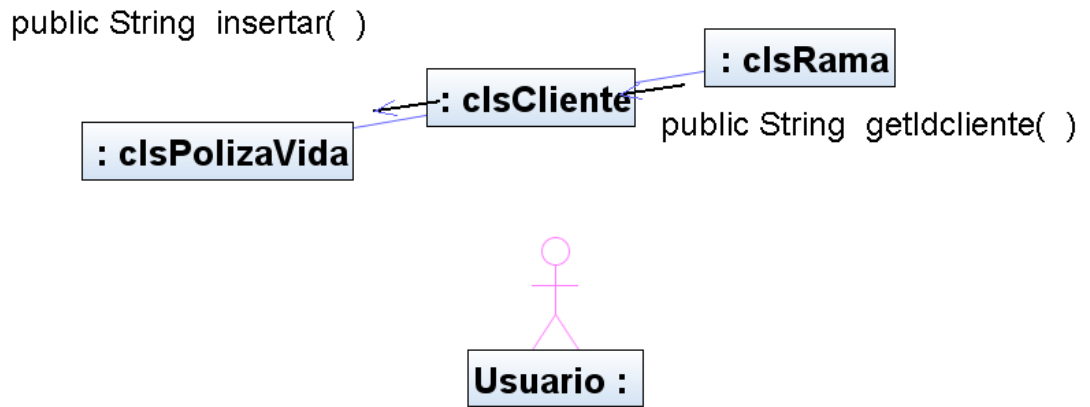 public String insertar( )
: clsRama
: clsCliente
public String getIdcliente( )
: clsPolizaVida
Usuario :